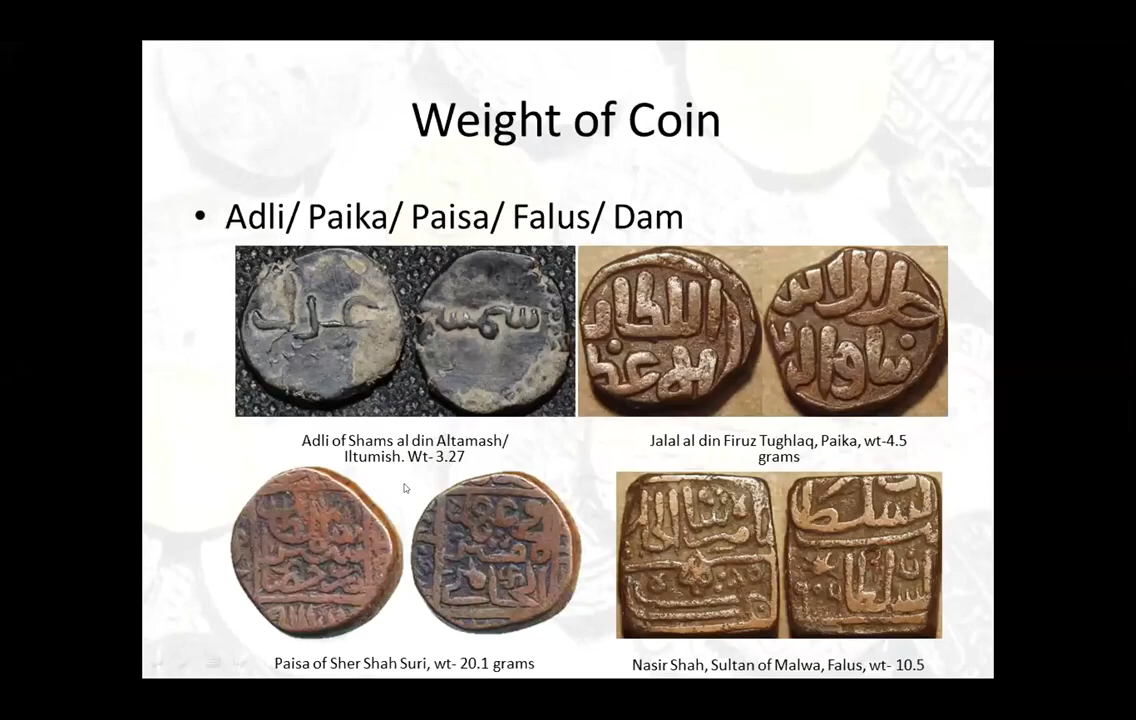 Weight of Coin
• Adli/ Paika/ Paisa/ Falus/ Dam
Adli of Shams al din Altamash/
Iltumish. Wt- 3.27
Jalal al din Firuz Tughlaq, Paika, wt-4.5
grams
Paisa of Sher Shah Suri, wt- 20.1 grams
Nasir Shah, Sultan of Malwa, Falus, wt- 10.5